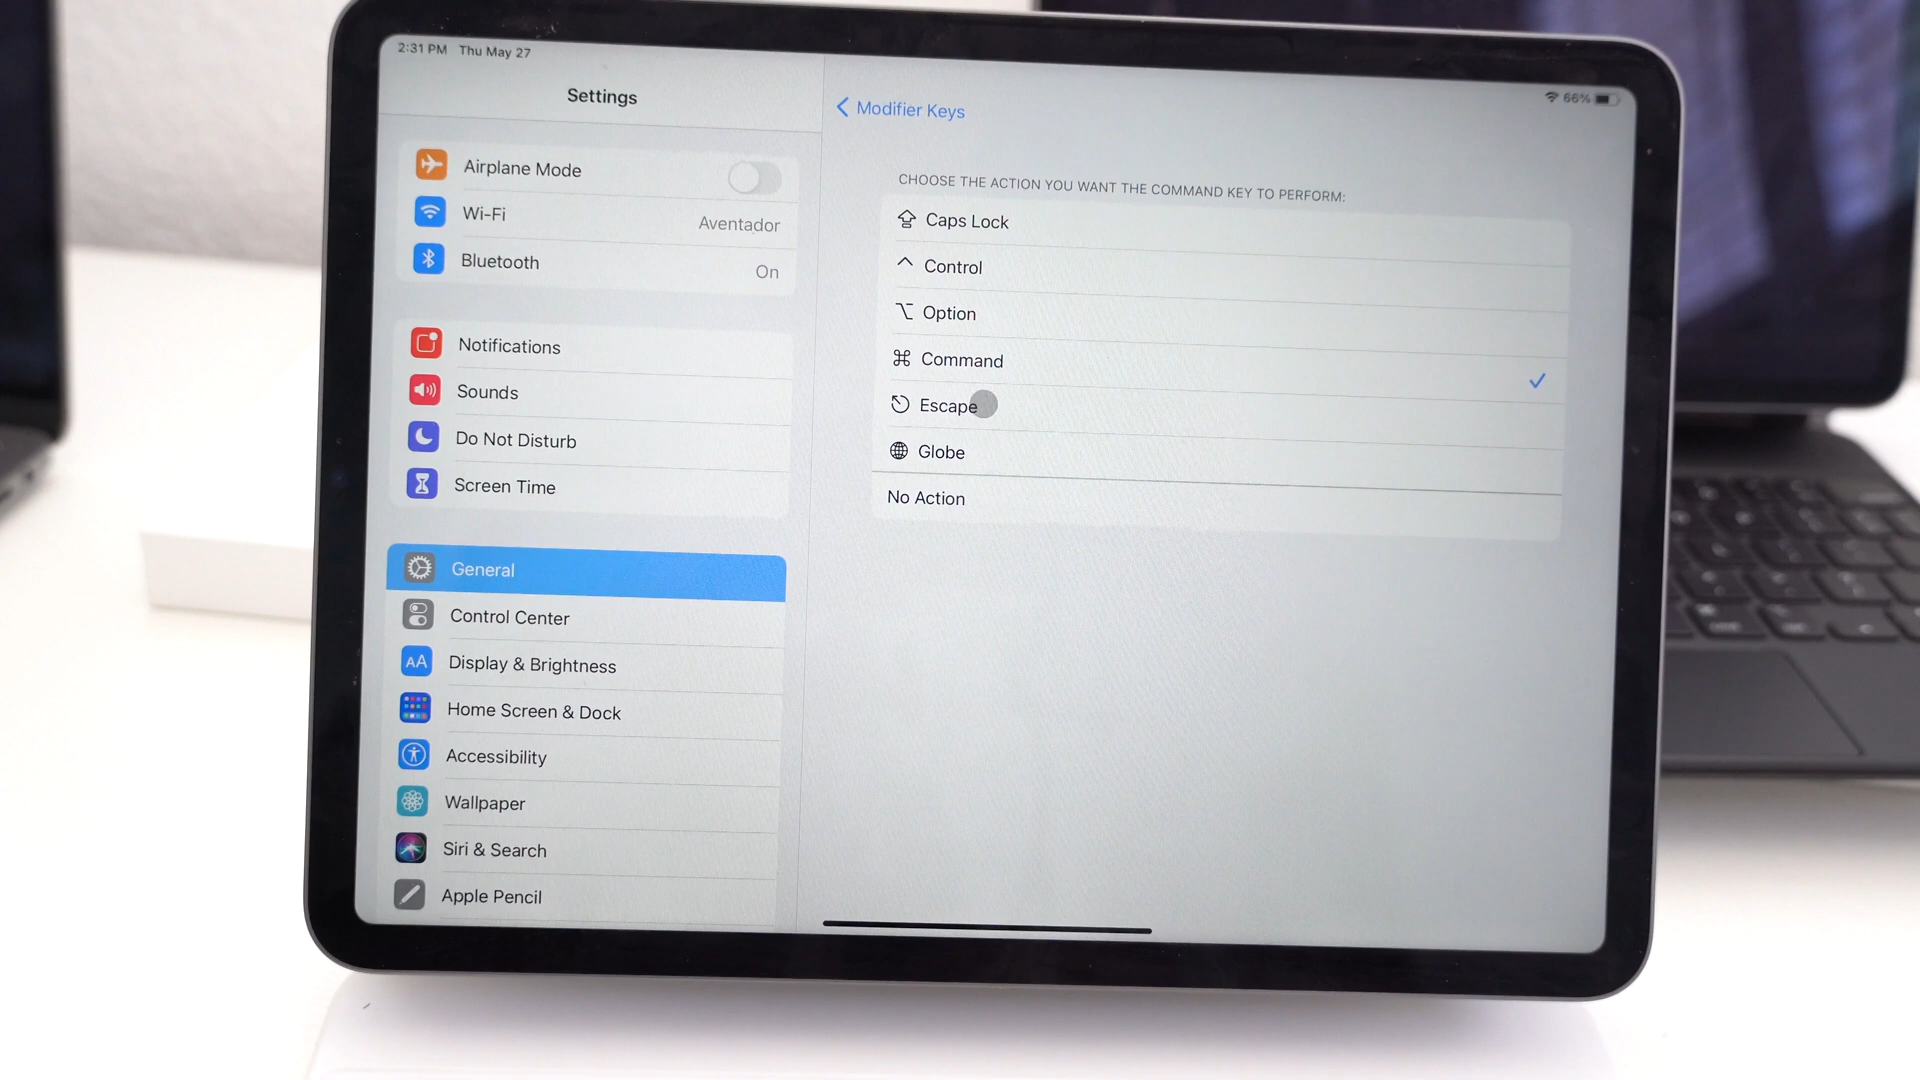 2:31 PM Thu May 27
66%
Settings
Airplane Mode
Wi-Fi
Aventador
Bluetooth
On
Notifications
Sounds
Do Not Disturb
Screen Time
General
Control Center
AA
Display & Brightness
Home Screen & Dock
Accessibility
Wallpaper
Siri & Search
Apple Pencil
Modifier Keys
CHOOSE THE ACTION YOU WANT THE COMMAND KEY TO PERFORM:
Caps Lock
Control
Option
Command
Escape
Globe
No Action